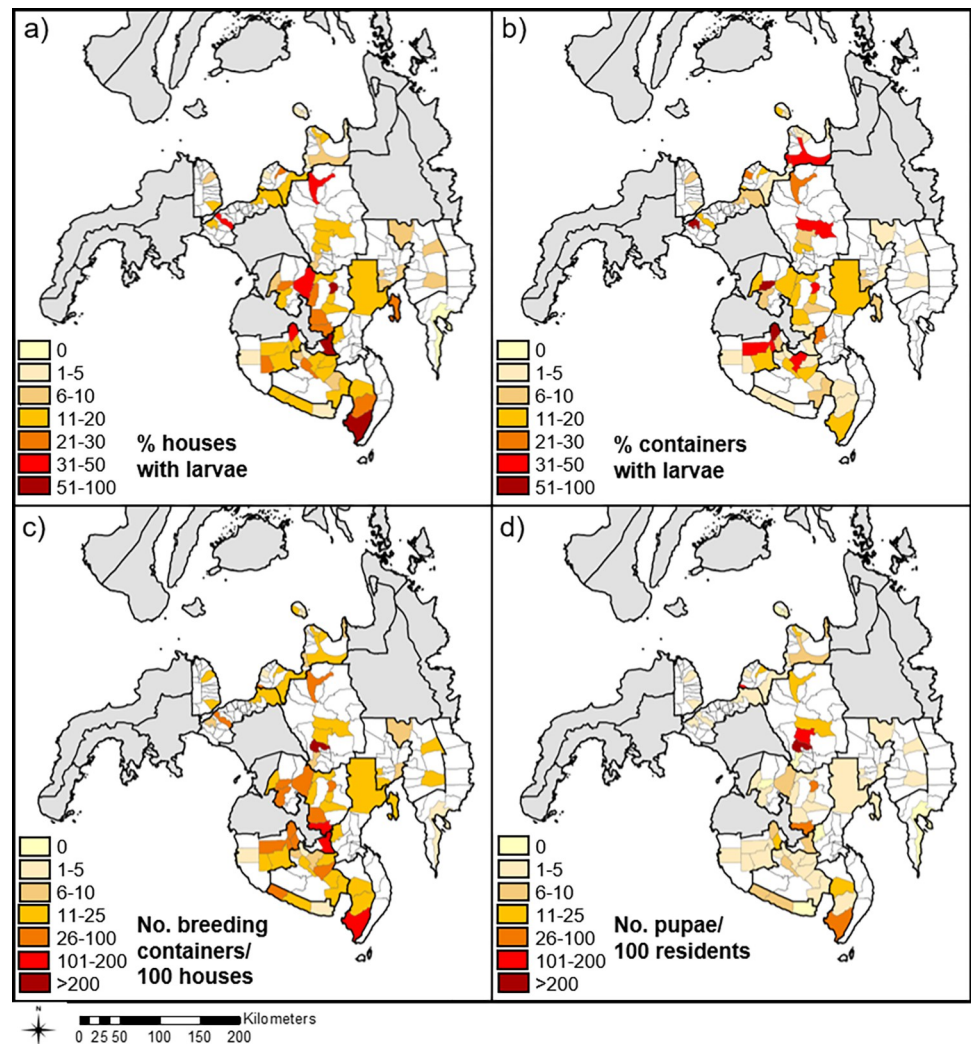 a)
0
1-5
6-10
11-20
21-30
31-50
51-100
% houses
with larvae
b)
0
1-5
6-10
11-20
21-30
31-50
51-100
% containers
with larvae
c)
0
1-5
6-10
11-25
26-100
101-200
>200
No. breeding
containers/
100 houses
d)
0
1-5
6-10
11-25
26-100
101-200
>200
No. pupae/
100 residents
N
Kilometers
0 25 50 100 150 200